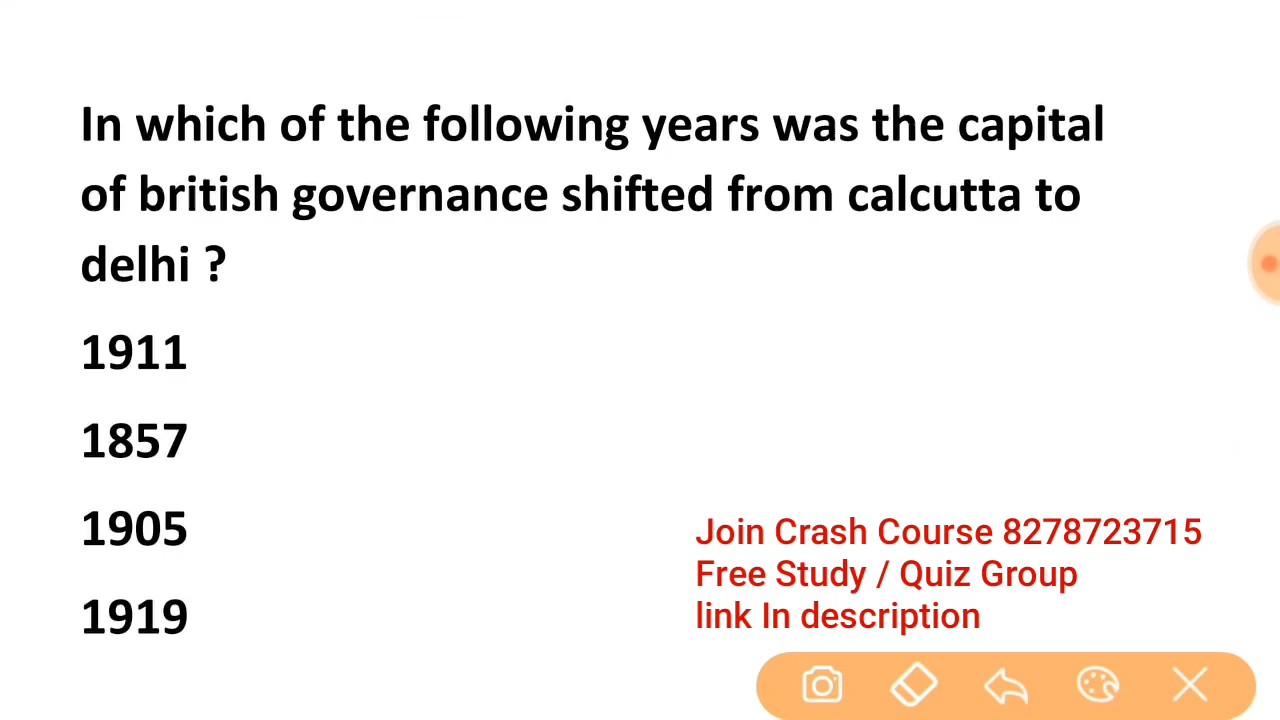 In which of the following years was the capital
of british governance shifted from calcutta to
delhi ?
1911
1857
1905
1919
Join Crash Course 8278723715
Free Study / Quiz Group
link In description